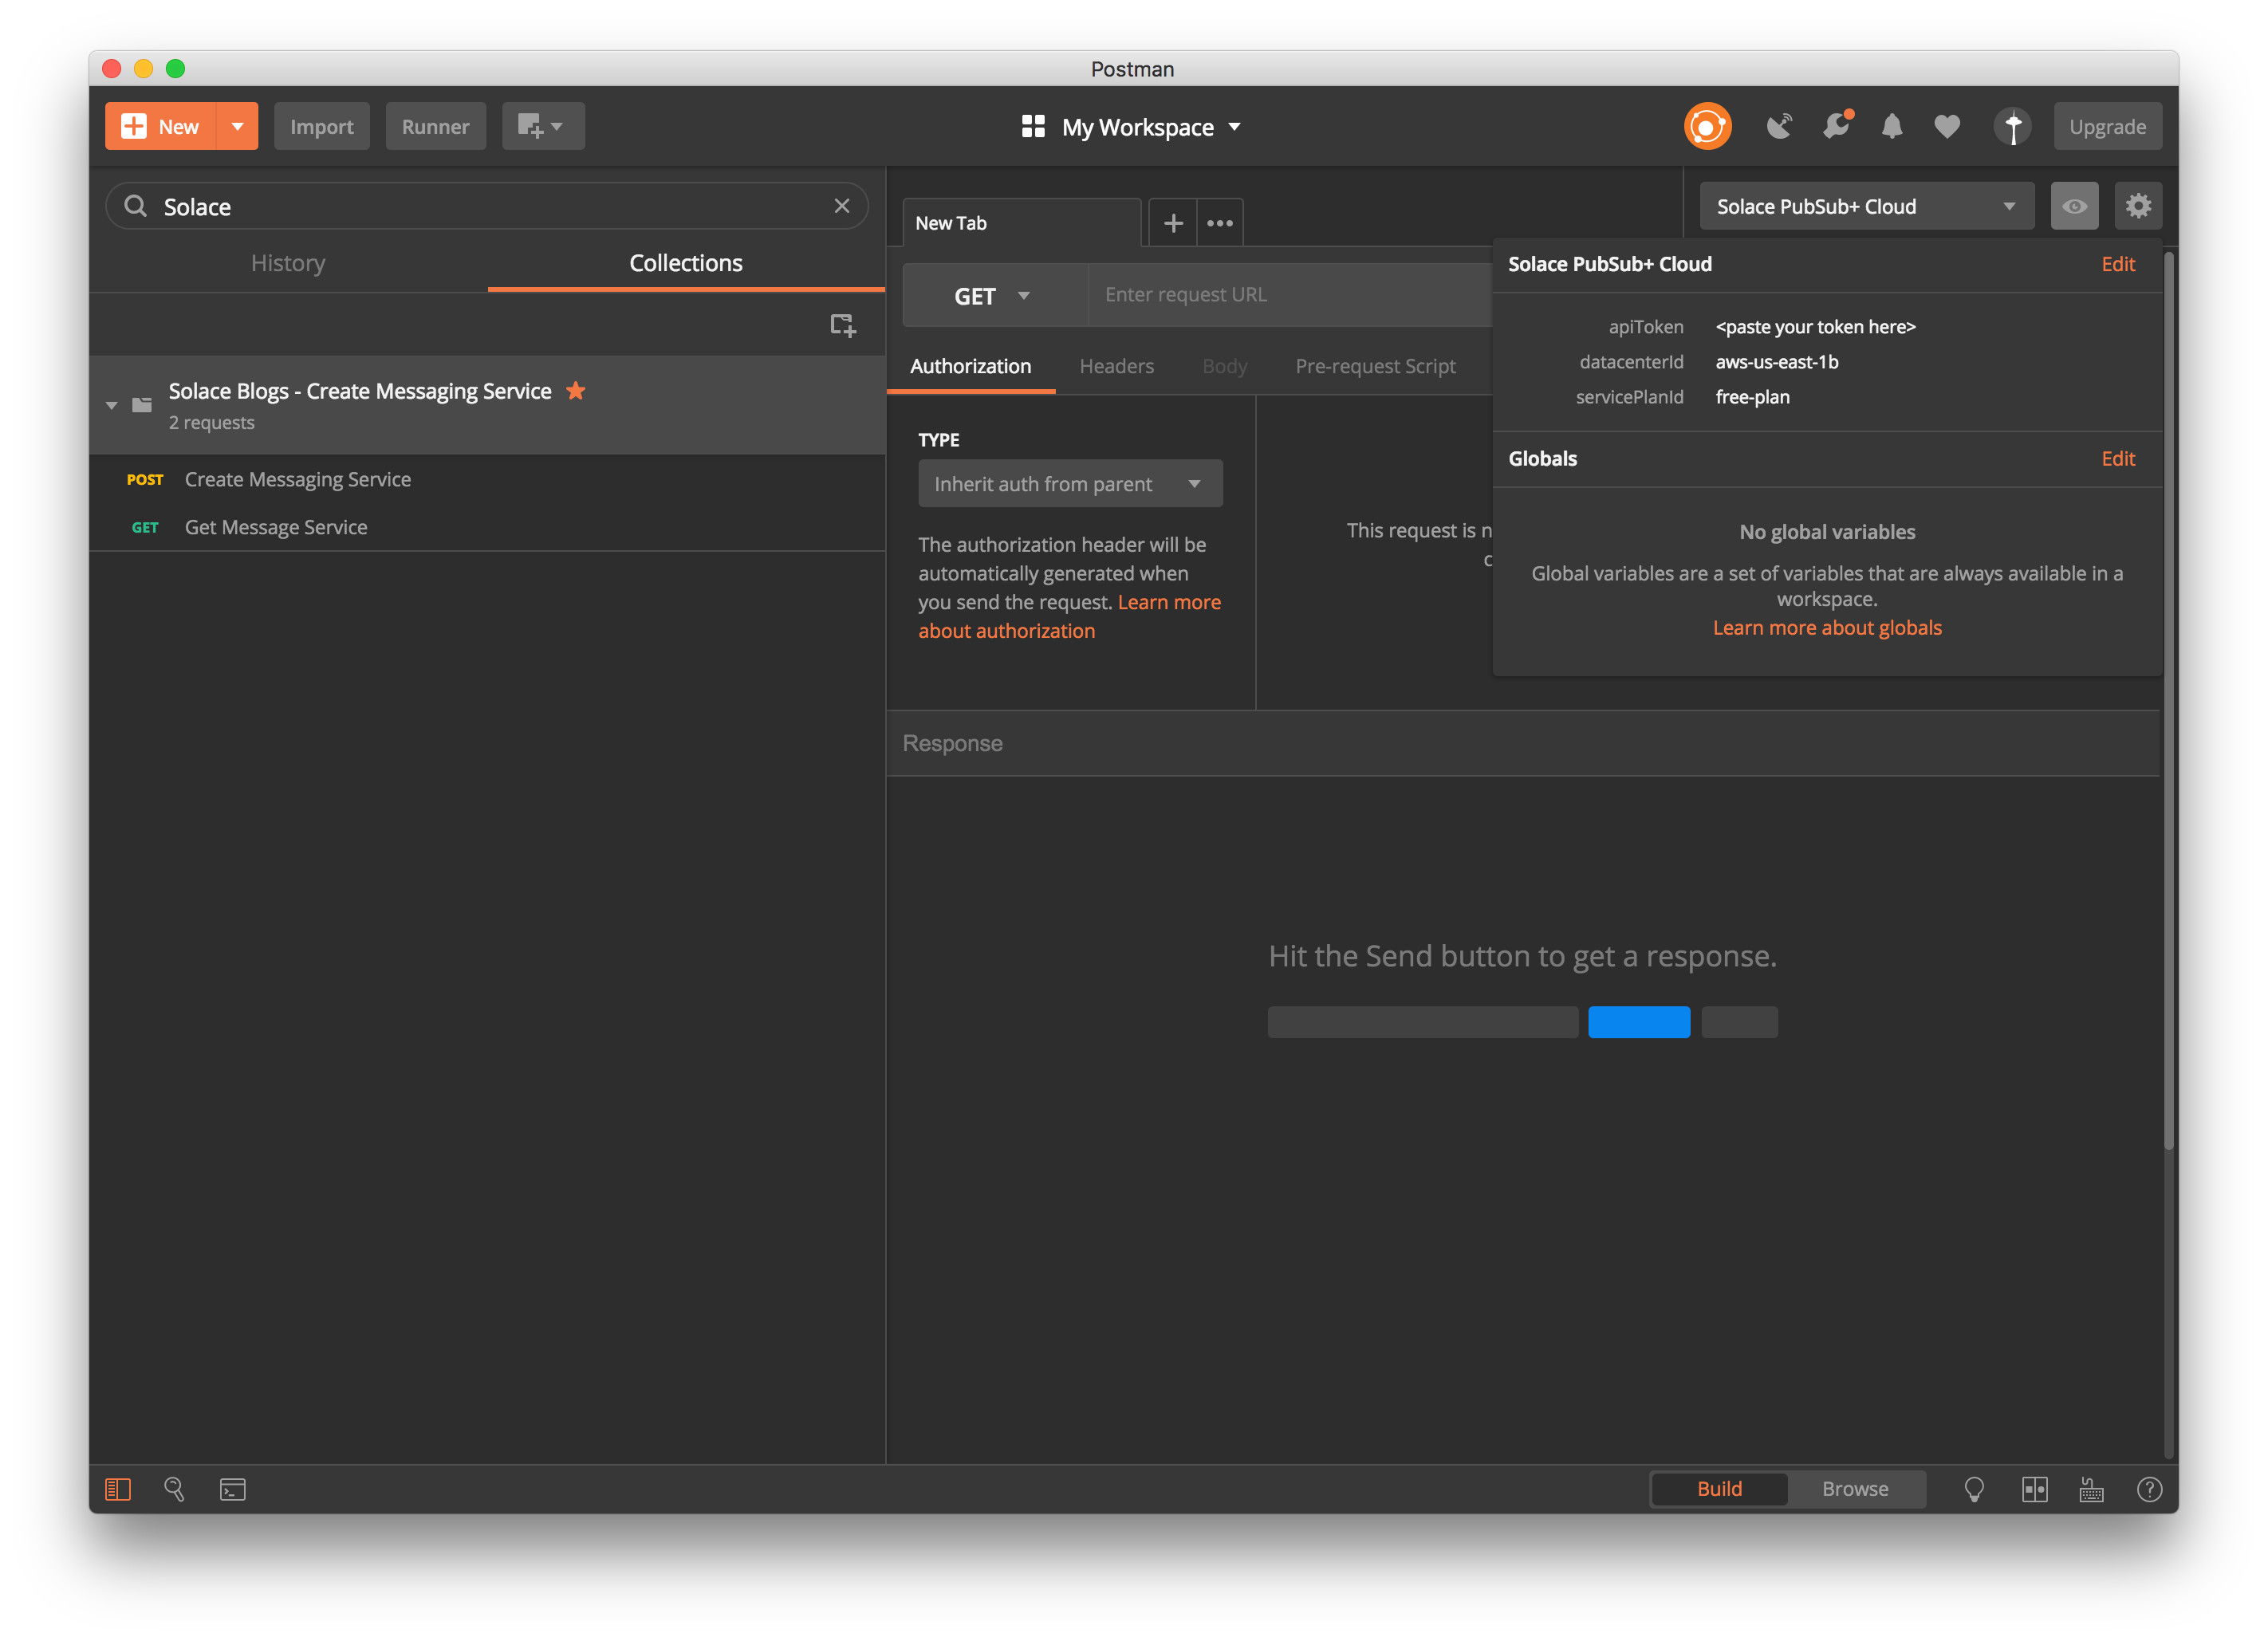 Postman
New
Import
Runner
My Workspace
Upgrade
Solace
History
Collections
Solace Blogs - Create Messaging Service
2 requests
POST Create Messaging Service
GET Get Message Service
New Tab
Solace PubSub+ Cloud
GET
Enter request URL
Authorization
Headers
Body
Pre-request Script
TYPE
Inherit auth from parent
The authorization header will be
automatically generated when
you send the request. Learn more
about authorization
This request is n
c
Solace PubSub+ Cloud
Edit
apiToken <paste your token here>
datacenterId aws-us-east-1b
servicePlanId free-plan
Globals
Edit
No global variables
Global variables are a set of variables that are always available in a
workspace.
Learn more about globals
Response
Hit the Send button to get a response.
Build
Browse